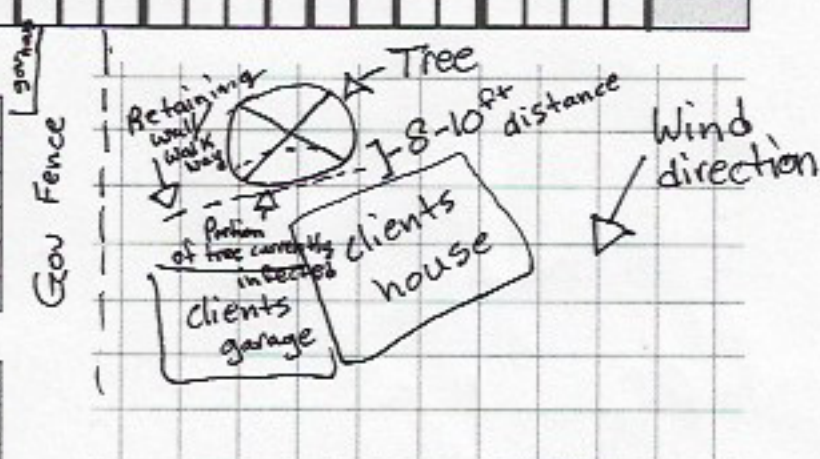 Tree
Retaining
wall/
walk
way
8-10ft distance
Wind
direction
Gov Fence
Portion
of tree currently
infected
clients
house
clients
garage